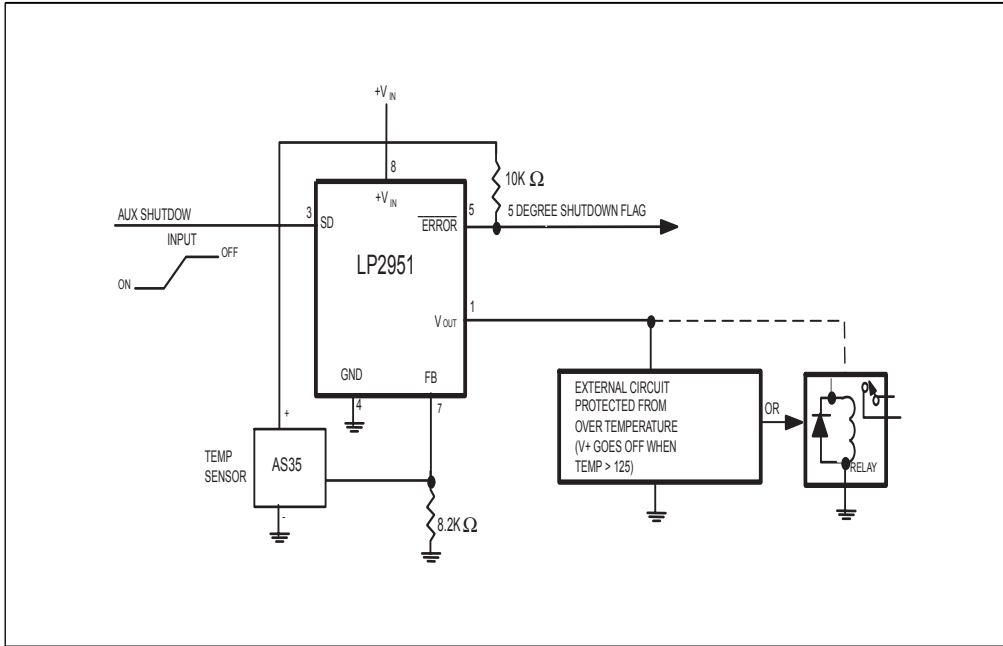 +V IN
8
+V IN
10K Ω
AUX SHUTDOW
3
SD
5
ERROR
5 DEGREE SHUTDOWN FLAG
INPUT
OFF
ON
LP2951
1
V OUT
GND
FB
4
7
EXTERNAL CIRCUIT
PROTECTED FROM
OVER TEMPERATURE
(V+ GOES OFF WHEN
TEMP > 125)
OR
RELAY
+
TEMP
SENSOR
AS35
-
8.2K Ω